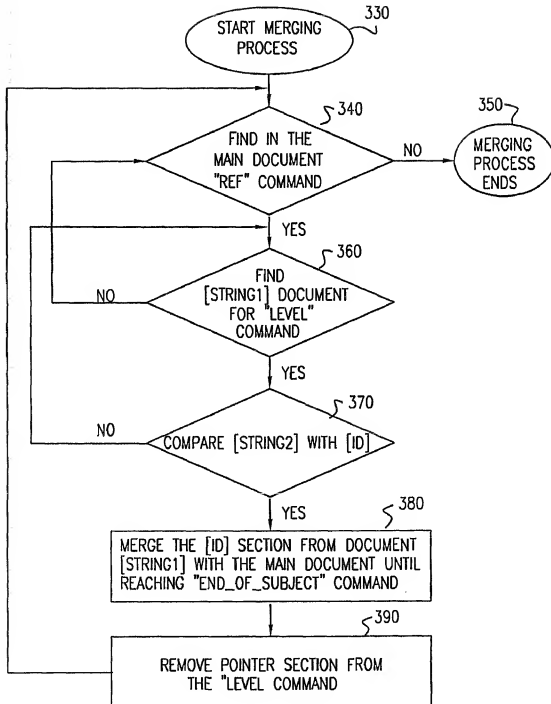 330
START MERGING
PROCESS
340
350
FIND IN THE
MAIN DOCUMENT
"REF" COMMAND
NO
MERGING
PROCESS
ENDS
YES
360
FIND
[STRING1] DOCUMENT
FOR "LEVEL"
COMMAND
NO
YES
370
NO
COMPARE [STRING2] WITH [ID]
YES
380
MERGE THE [ID] SECTION FROM DOCUMENT
[STRING1] WITH THE MAIN DOCUMENT UNTIL
REACHING "END_OF_SUBJECT" COMMAND
390
REMOVE POINTER SECTION FROM
THE "LEVEL COMMAND